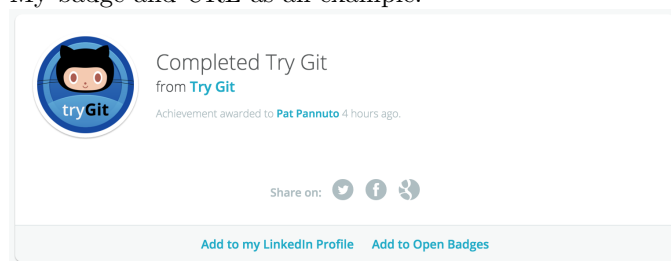 My badge and URL as an example.
Completed Try Git
from Try Git
tryGit
Achievement awarded to Pat Pannuto 4 hours ago.
Share on:
Add to my LinkedIn Profile Add to Open Badges